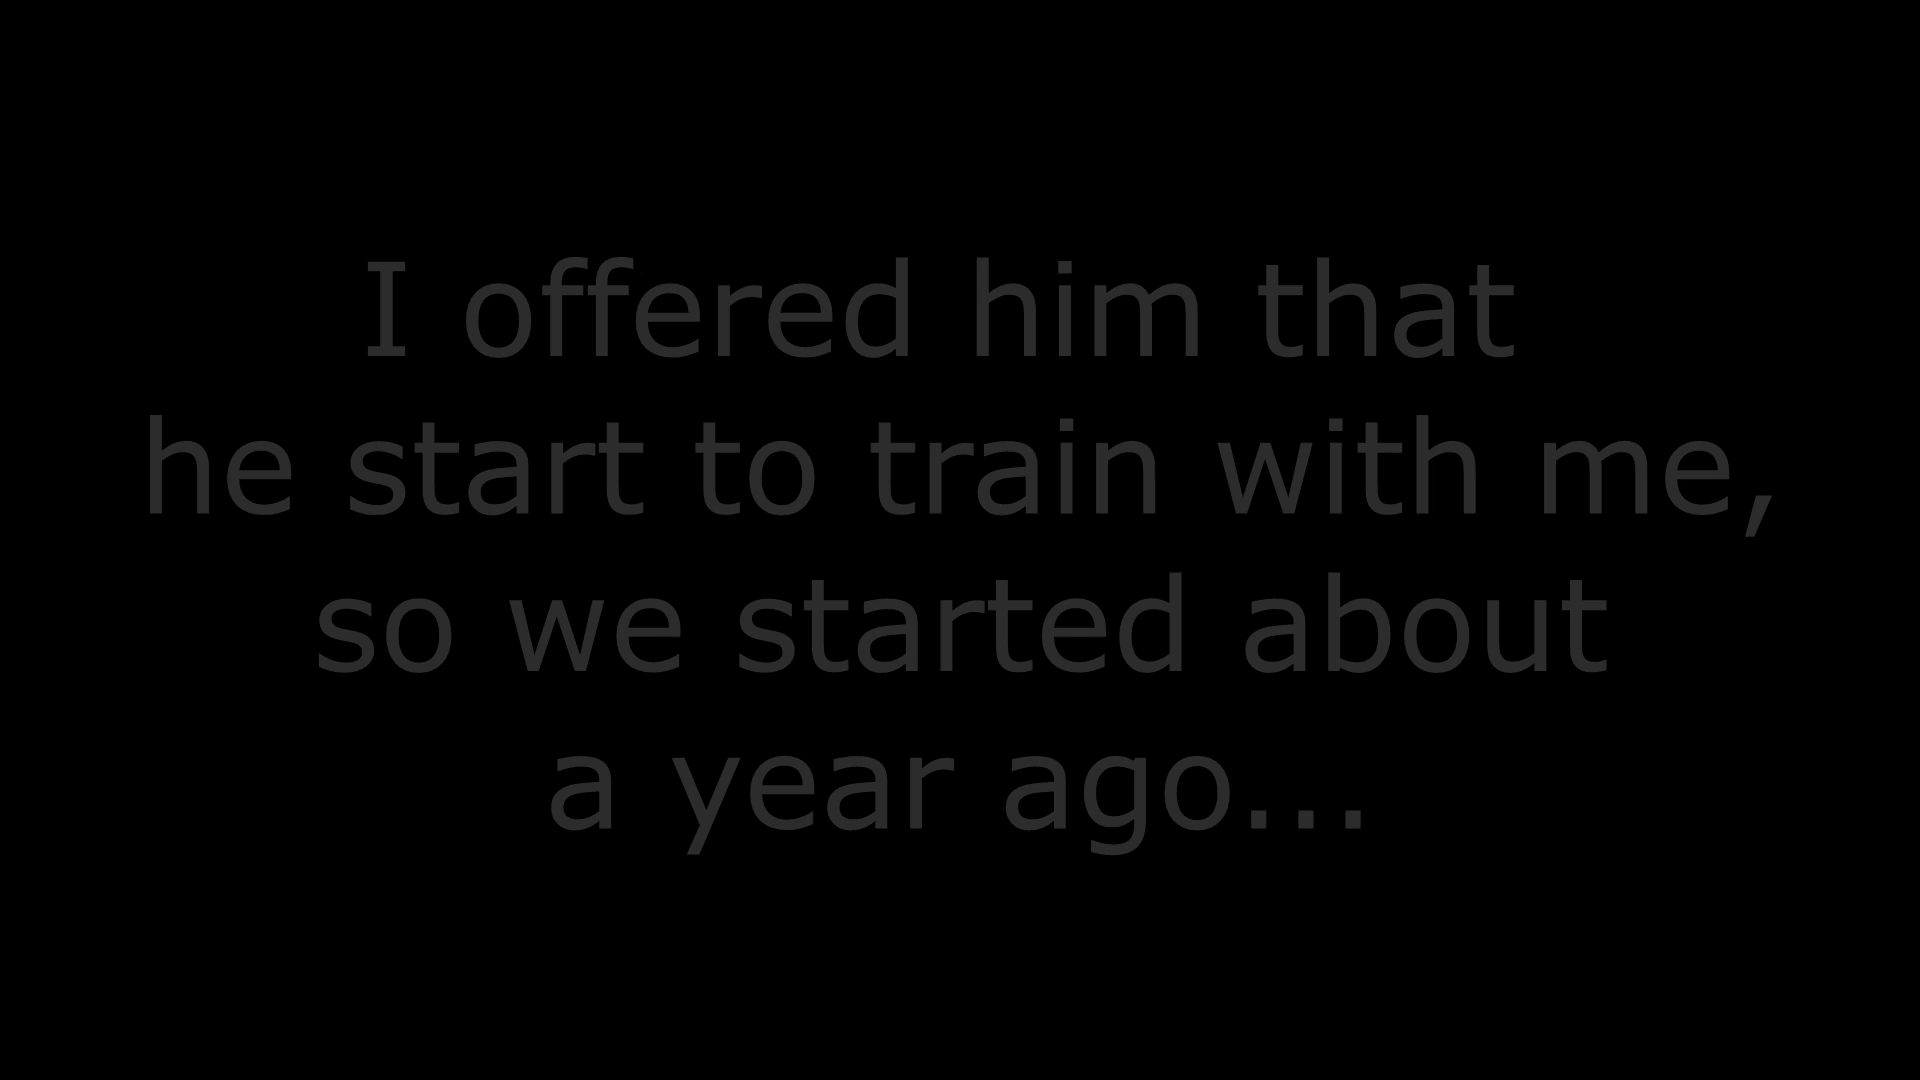 I offered him that
he start to train with me,
so we started about
a year ago...